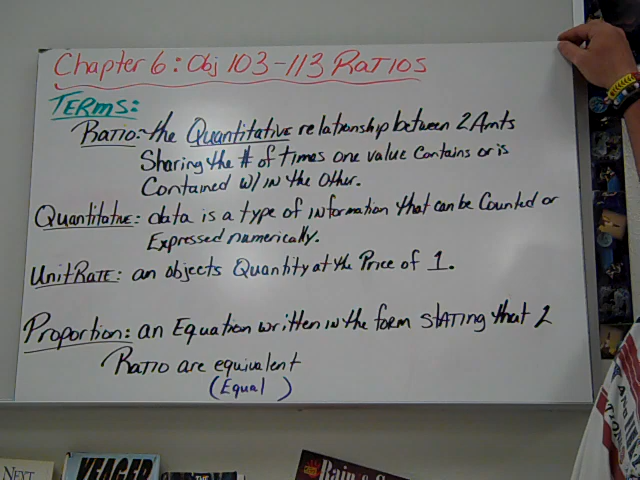 Chapter 6: Obj 103-113 RATIOS
TERMS:
RATIO~ the Quantitative relationship between 2 Amts
Sharing the # of times one value Contains or is
Contained w/in the Other.
Quantitative: data is a type of information that can be Counted or
Expressed numerically.
Unit RATE: an objects Quantity at the Price of 1.
Proportion: an Equation written in the form stATing that 2
RATIO are equivalent
(Equal)
NEXT
YEAGER
THE